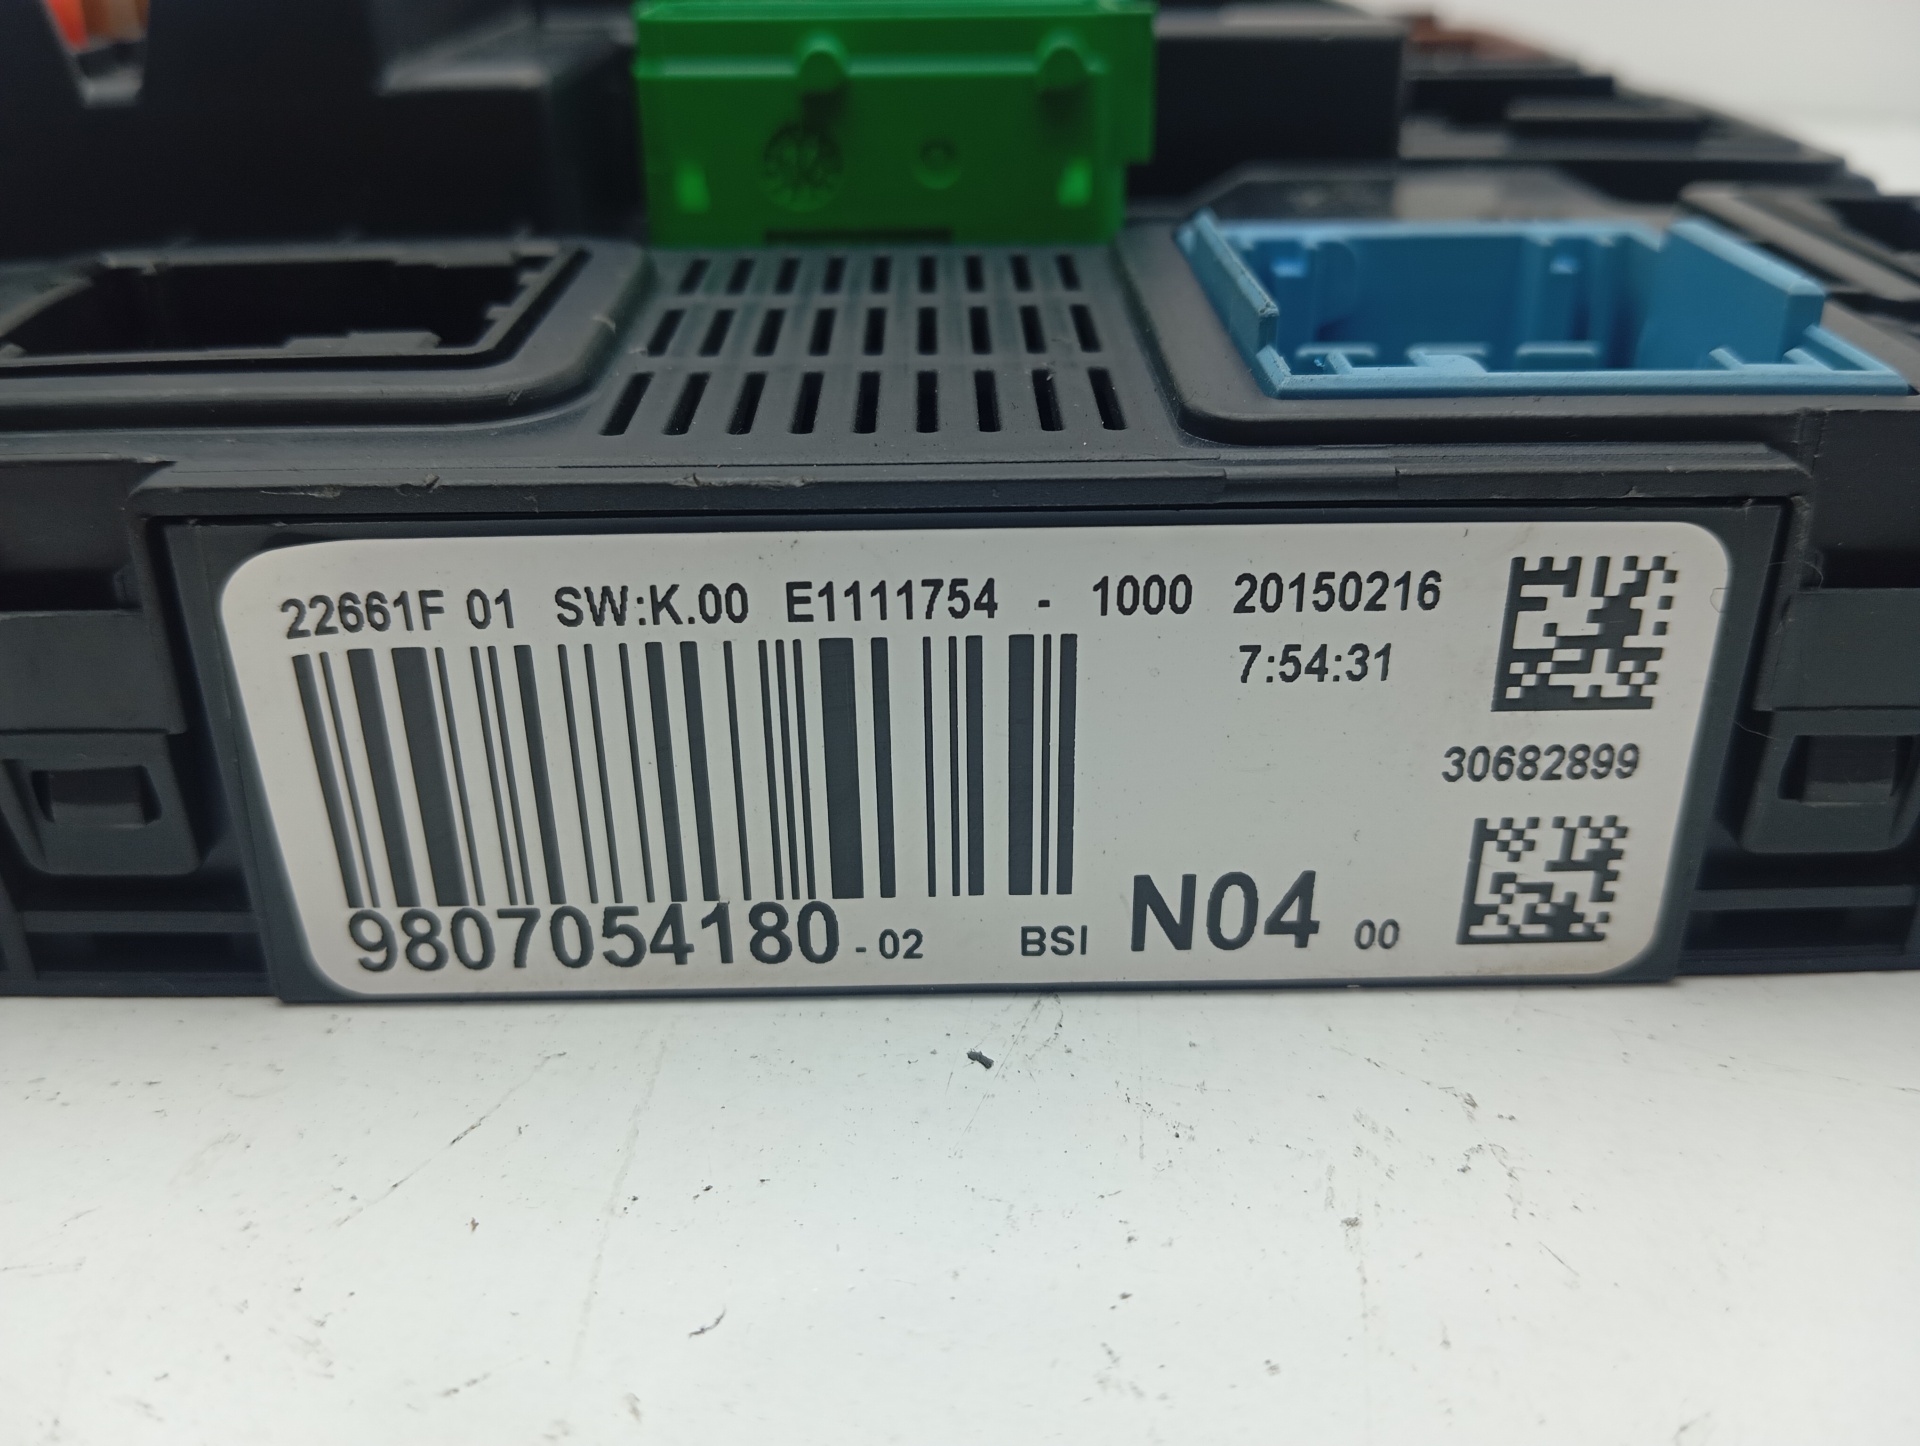 22661F 01 SW:K.00 E1111754 - 1000 20150216
7:54:31
30682899
9807054180 - 02 BSI N04 00